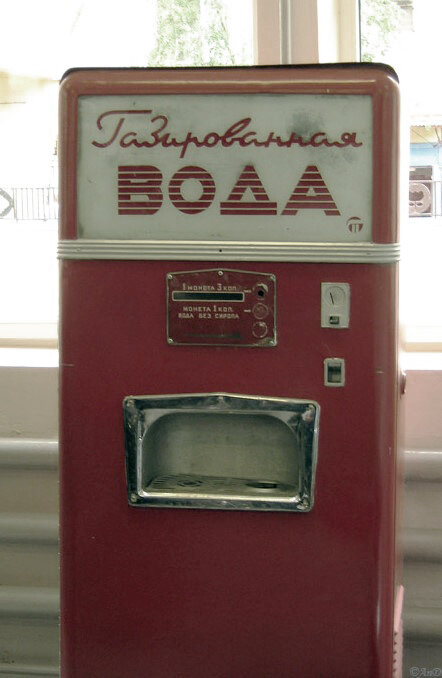 Газированная
ВОДА
1 МОНЕТА 3 КОП.
МОНЕТА 1 КОП.
ВОДА БЕЗ СИРОПА